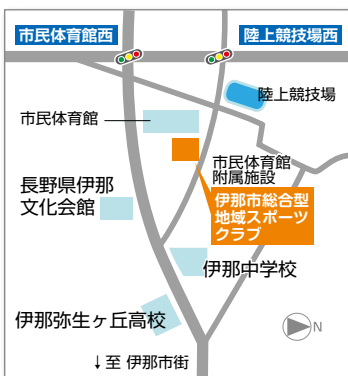 市民体育館西
陸上競技場西
陸上競技場
市民体育館
市民体育館
附属施設
長野県伊那
文化会館
伊那市総合型
地域スポーツ
クラブ
伊那中学校
伊那弥生ヶ丘高校
N
↓至 伊那市街